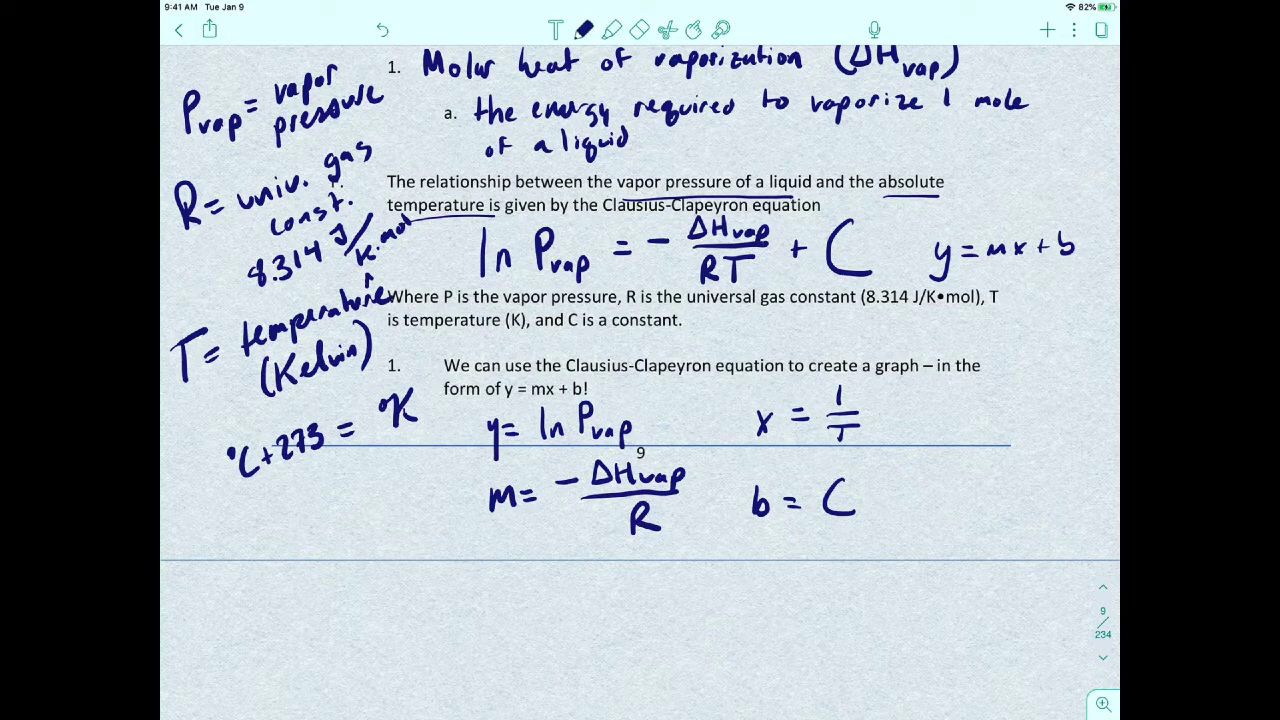 9:41 AM Tue Jan 9
82%
1. Molar heat of vaporization (ΔHvap)
a. the energy required to vaporize 1 mole
of a liquid
Pvap = vapor
pressure
R = univ. gas
const.
8.314 J/K·mol
T = temperature
(Kelvin)
°C + 273 = °K
The relationship between the vapor pressure of a liquid and the absolute
temperature is given by the Clausius-Clapeyron equation
ln Pvap = - ΔHvap/RT + C y = mx + b
Where P is the vapor pressure, R is the universal gas constant (8.314 J/K•mol), T
is temperature (K), and C is a constant.
1. We can use the Clausius-Clapeyron equation to create a graph – in the
form of y = mx + b!
y = ln Pvap x = 1/T
9
m = -ΔHvap/R b = C
9
/
234